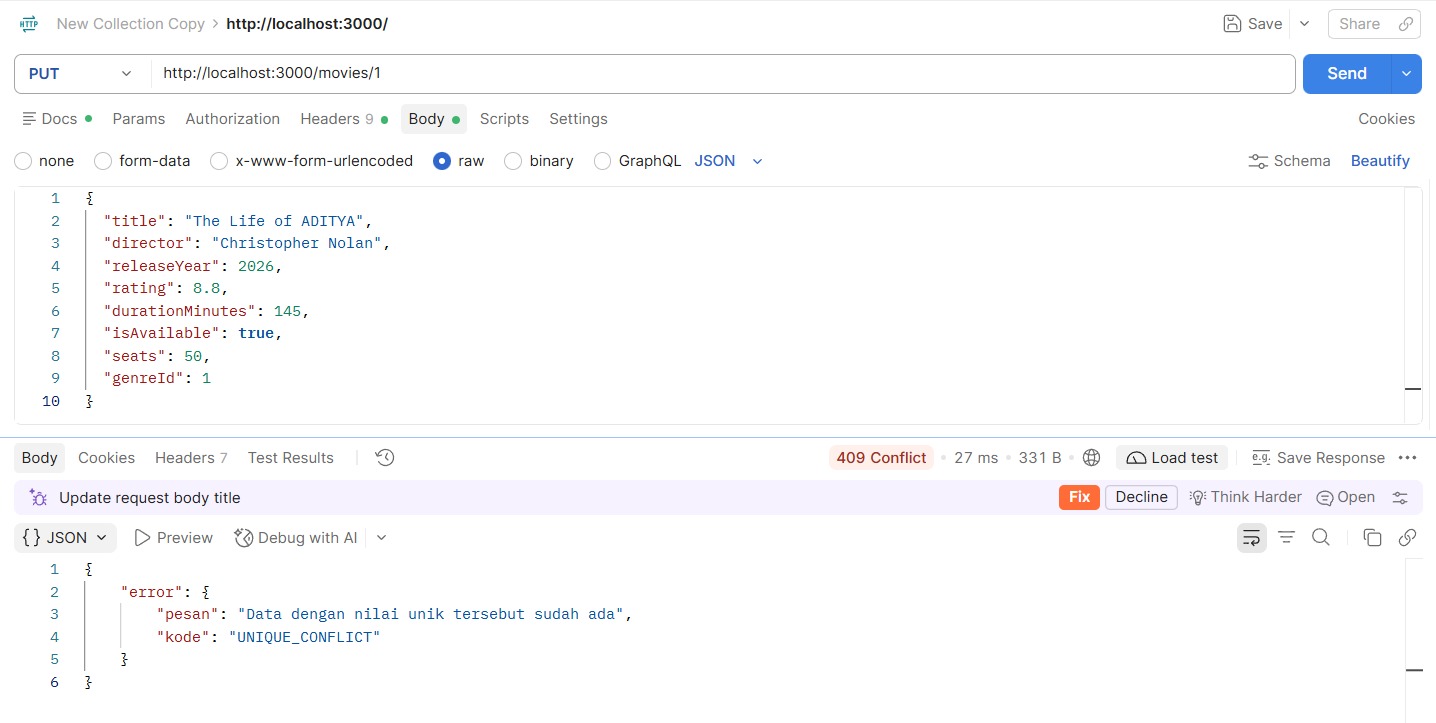 HTTP New Collection Copy > http://localhost:3000/ Save Share
PUT http://localhost:3000/movies/1 Send
Docs Params Authorization Headers 9 Body Scripts Settings Cookies
none form-data x-www-form-urlencoded raw binary GraphQL JSON Schema Beautify
1 {
2 "title": "The Life of ADITYA",
3 "director": "Christopher Nolan",
4 "releaseYear": 2026,
5 "rating": 8.8,
6 "durationMinutes": 145,
7 "isAvailable": true,
8 "seats": 50,
9 "genreId": 1
10 }
Body Cookies Headers 7 Test Results 409 Conflict • 27 ms • 331 B • Load test e.g. Save Response •••
Update request body title Fix Decline Think Harder Open
{} JSON Preview Debug with AI
1 {
2 "error": {
3 "pesan": "Data dengan nilai unik tersebut sudah ada",
4 "kode": "UNIQUE_CONFLICT"
5 }
6 }